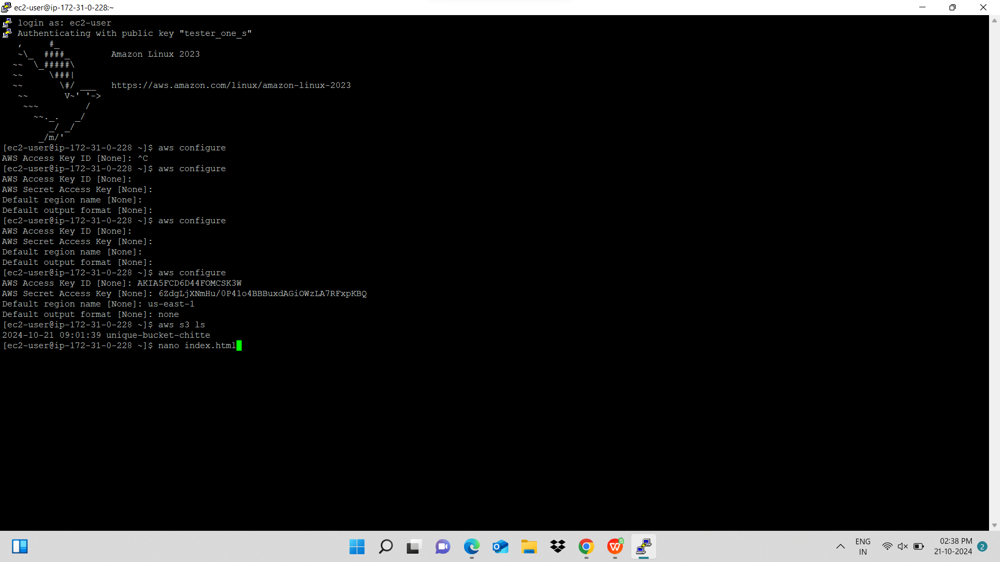 ec2-user@ip-172-31-0-228:~
login as: ec2-user
Authenticating with public key "tester_one_s"
   ,     #_
   ~\_  ####_        Amazon Linux 2023
  ~~  \_#####\
  ~~     \###|
  ~~       \#/ ___   https://aws.amazon.com/linux/amazon-linux-2023
   ~~       V~' '->
    ~~~         /
      ~~._.   _/
         _/ _/
       _/m/'
[ec2-user@ip-172-31-0-228 ~]$ aws configure
AWS Access Key ID [None]: ^C
[ec2-user@ip-172-31-0-228 ~]$ aws configure
AWS Access Key ID [None]:
AWS Secret Access Key [None]:
Default region name [None]:
Default output format [None]:
[ec2-user@ip-172-31-0-228 ~]$ aws configure
AWS Access Key ID [None]:
AWS Secret Access Key [None]:
Default region name [None]:
Default output format [None]:
[ec2-user@ip-172-31-0-228 ~]$ aws configure
AWS Access Key ID [None]: AKIA5FCD6D44FOMCSK3W
AWS Secret Access Key [None]: 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
Default region name [None]: us-east-1
Default output format [None]: none
[ec2-user@ip-172-31-0-228 ~]$ aws s3 ls
2024-10-21 09:01:39 unique-bucket-chitte
[ec2-user@ip-172-31-0-228 ~]$ nano index.html
ENG
IN
02:38 PM
21-10-2024
2